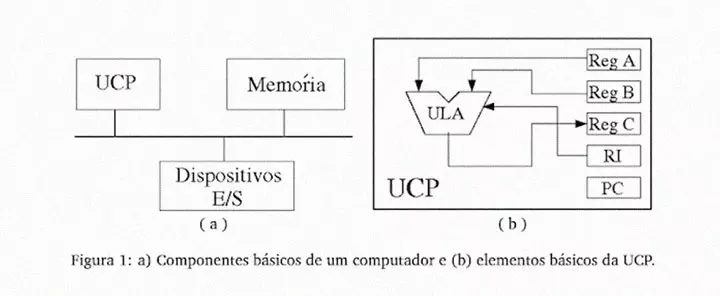 UCP
Memória
Dispositivos
E/S
( a )
Reg A
Reg B
ULA
Reg C
RI
UCP
PC
( b )
Figura 1: a) Componentes básicos de um computador e (b) elementos básicos da UCP.